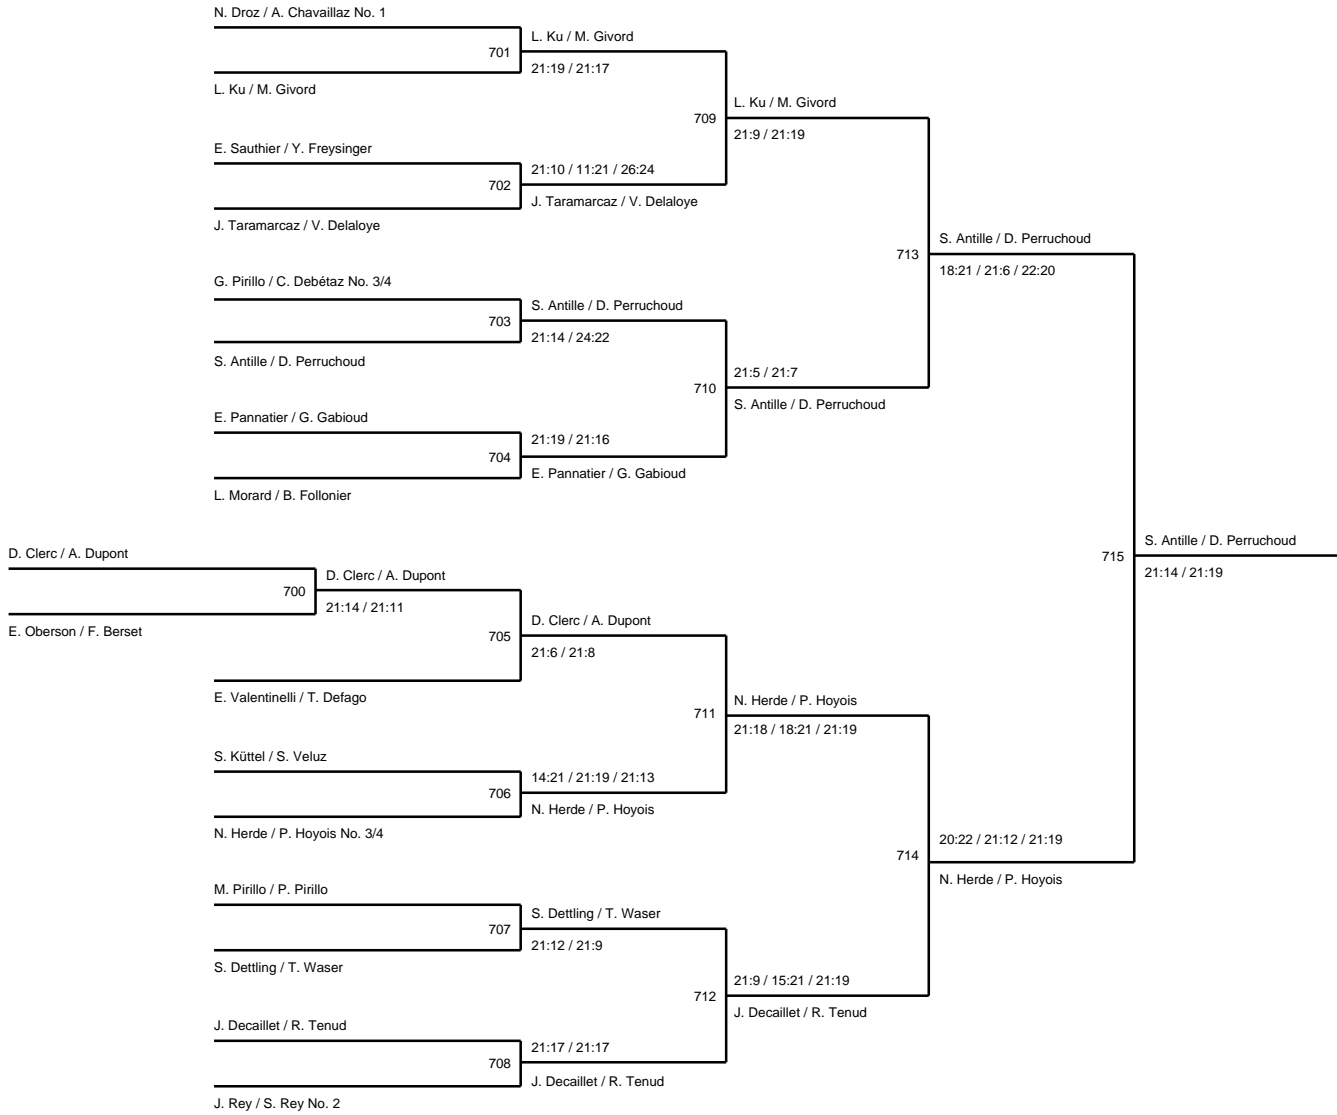 N. Droz / A. Chavaillaz No. 1
701
L. Ku / M. Givord
21:19 / 21:17
L. Ku / M. Givord
709
L. Ku / M. Givord
21:9 / 21:19
E. Sauthier / Y. Freysinger
702
21:10 / 11:21 / 26:24
J. Taramarcaz / V. Delaloye
J. Taramarcaz / V. Delaloye
713
S. Antille / D. Perruchoud
18:21 / 21:6 / 22:20
G. Pirillo / C. Debétaz No. 3/4
703
S. Antille / D. Perruchoud
21:14 / 24:22
S. Antille / D. Perruchoud
710
21:5 / 21:7
S. Antille / D. Perruchoud
E. Pannatier / G. Gabioud
704
21:19 / 21:16
E. Pannatier / G. Gabioud
L. Morard / B. Follonier
715
S. Antille / D. Perruchoud
21:14 / 21:19
D. Clerc / A. Dupont
700
D. Clerc / A. Dupont
21:14 / 21:11
E. Oberson / F. Berset
705
D. Clerc / A. Dupont
21:6 / 21:8
E. Valentinelli / T. Defago
711
N. Herde / P. Hoyois
21:18 / 18:21 / 21:19
S. Küttel / S. Veluz
706
14:21 / 21:19 / 21:13
N. Herde / P. Hoyois
N. Herde / P. Hoyois No. 3/4
714
20:22 / 21:12 / 21:19
N. Herde / P. Hoyois
M. Pirillo / P. Pirillo
707
S. Dettling / T. Waser
21:12 / 21:9
S. Dettling / T. Waser
712
21:9 / 15:21 / 21:19
J. Decaillet / R. Tenud
J. Decaillet / R. Tenud
708
21:17 / 21:17
J. Decaillet / R. Tenud
J. Rey / S. Rey No. 2